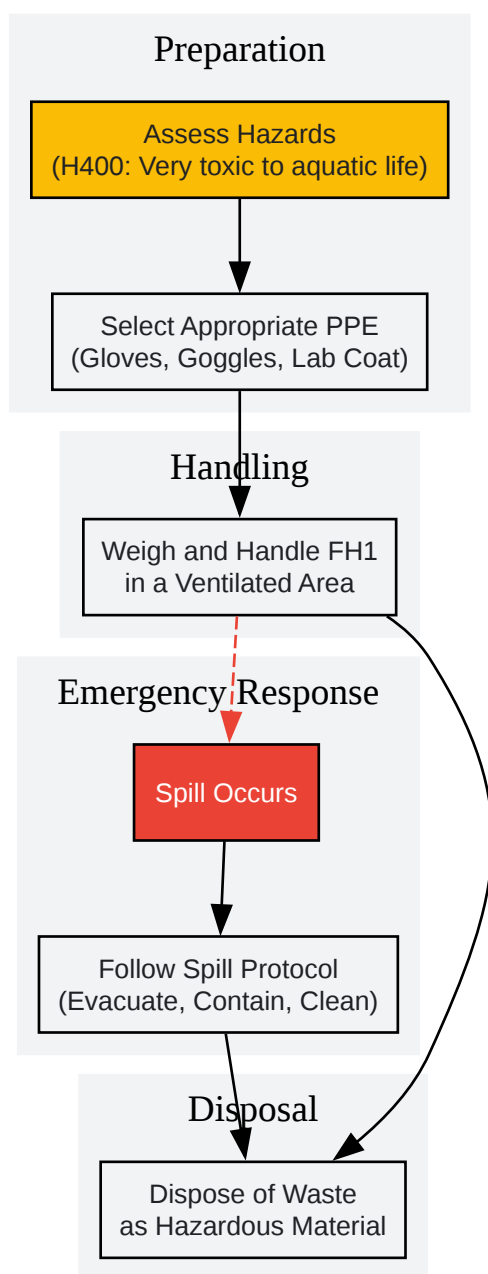 Preparation
Assess Hazards
(H400: Very toxic to aquatic life)
Select Appropriate PPE
(Gloves, Goggles, Lab Coat)
Handling
Weigh and Handle FH1
in a Ventilated Area
Emergency Response
Spill Occurs
Follow Spill Protocol
(Evacuate, Contain, Clean)
Disposal
Dispose of Waste
as Hazardous Material